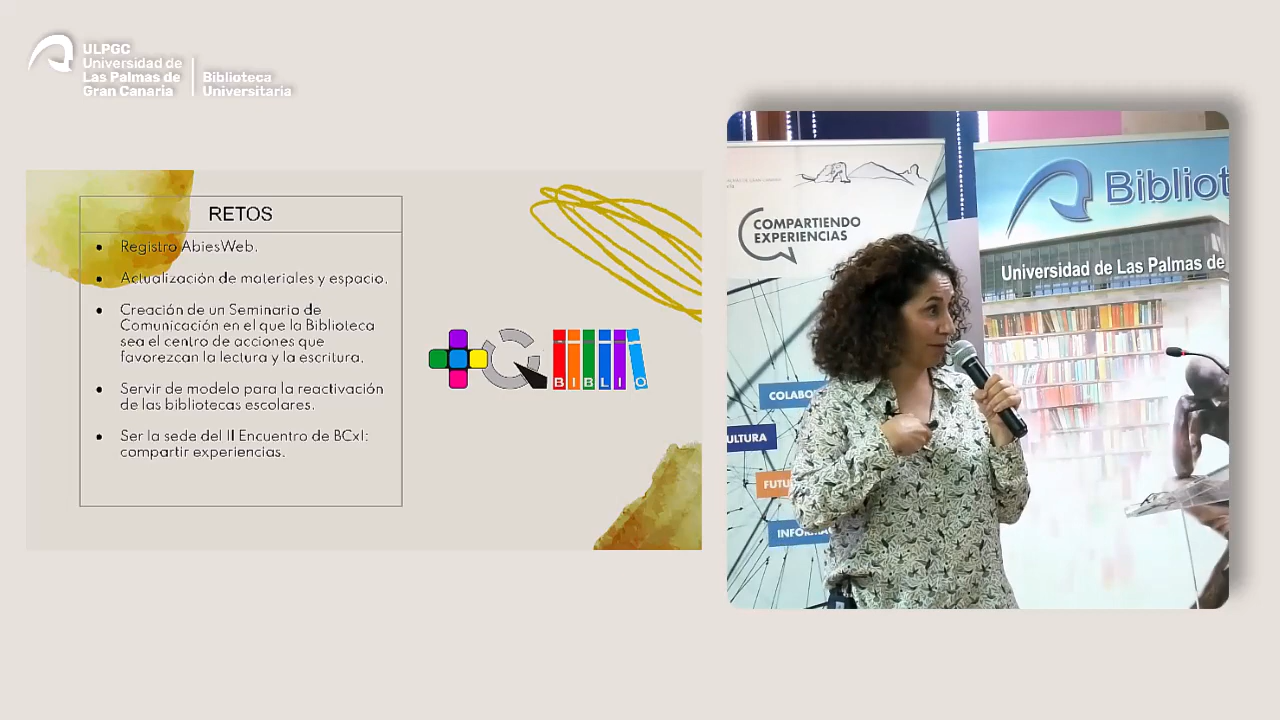 ULPGC
Universidad de
Las Palmas de
Gran Canaria
Biblioteca
Universitaria
RETOS
Registro AbiesWeb.
Actualización de materiales y espacio.
Creación de un Seminario de
Comunicación en el que la Biblioteca
sea el centro de acciones que
favorezcan la lectura y la escritura.
Servir de modelo para la reactivación
de las bibliotecas escolares.
Ser la sede del II Encuentro de BCxI:
compartir experiencias.
+Q BIBLIO
COMPARTIENDO
EXPERIENCIAS
COLABO
ULTURA
FUTU
INFORMA
Bibliot
Universidad de Las Palmas de